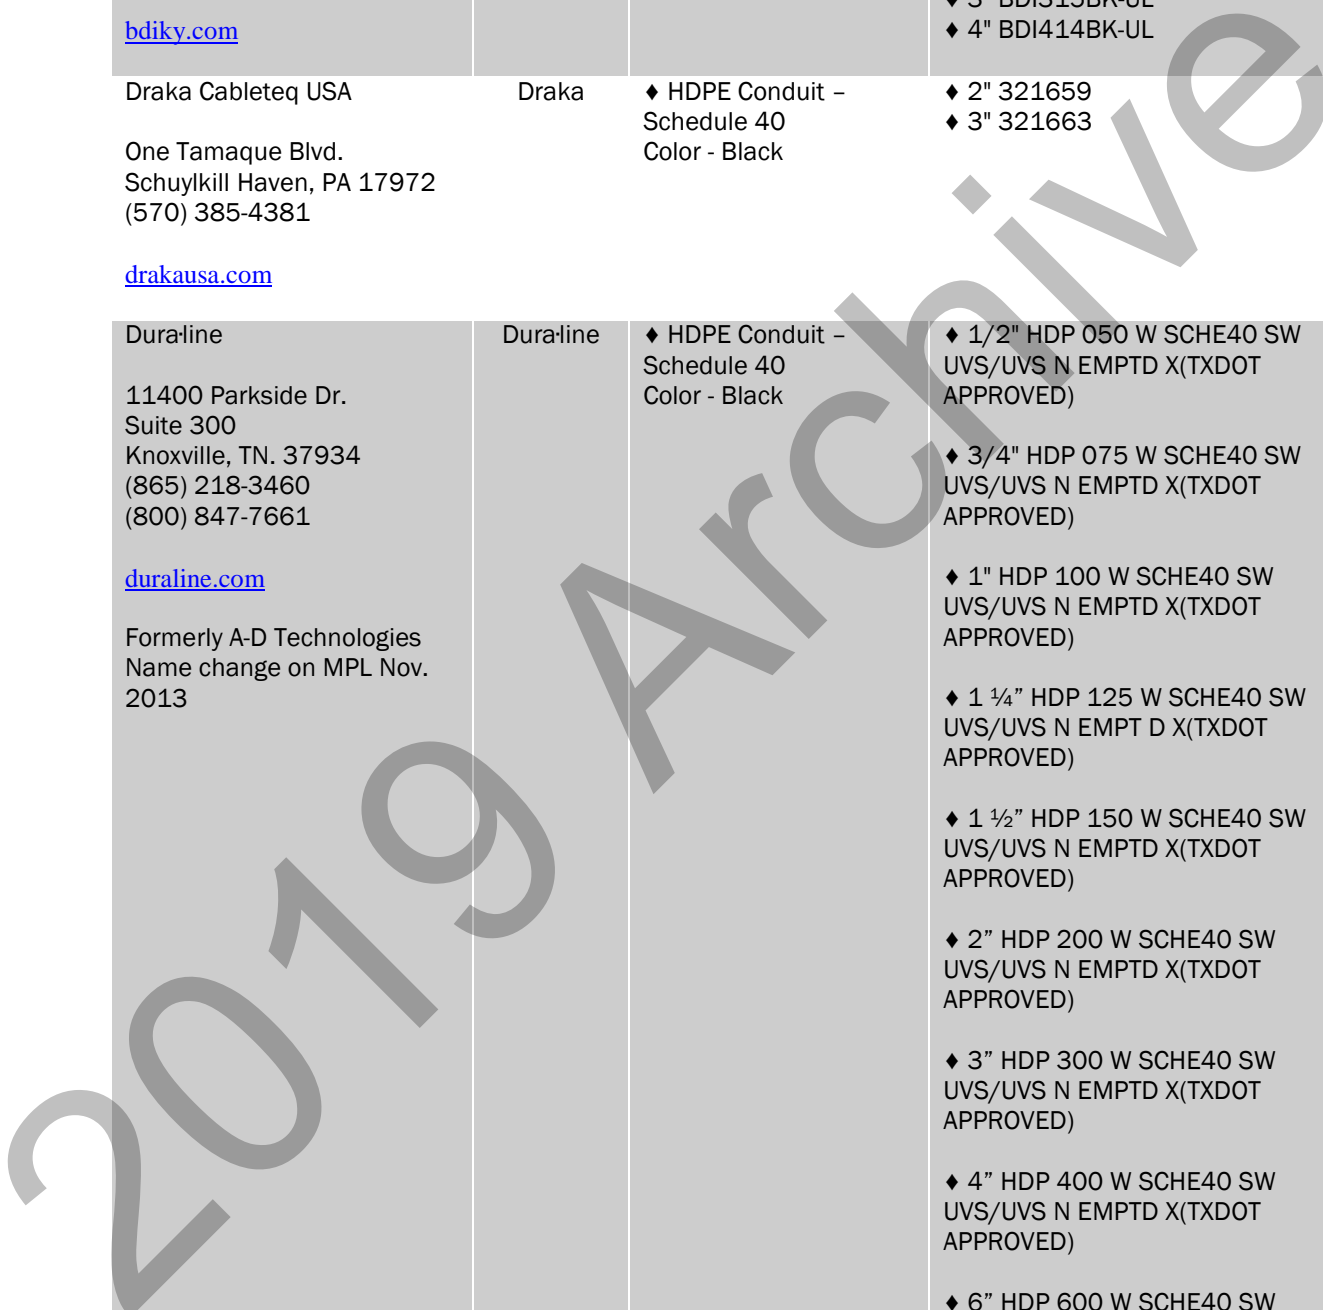 ♦ 3" BDI315BK-UL
bdiky.com
♦ 4" BDI414BK-UL
Draka Cableteq USA
One Tamaque Blvd.
Schuylkill Haven, PA 17972
(570) 385-4381
drakausa.com
Draka
♦ HDPE Conduit –
Schedule 40
Color - Black
♦ 2" 321659
♦ 3" 321663
Dura·line
11400 Parkside Dr.
Suite 300
Knoxville, TN. 37934
(865) 218-3460
(800) 847-7661
duraline.com
Formerly A-D Technologies
Name change on MPL Nov.
2013
Dura·line
♦ HDPE Conduit –
Schedule 40
Color - Black
♦ 1/2" HDP 050 W SCHE40 SW
UVS/UVS N EMPTD X(TXDOT
APPROVED)
♦ 3/4" HDP 075 W SCHE40 SW
UVS/UVS N EMPTD X(TXDOT
APPROVED)
♦ 1" HDP 100 W SCHE40 SW
UVS/UVS N EMPTD X(TXDOT
APPROVED)
♦ 1 ¼” HDP 125 W SCHE40 SW
UVS/UVS N EMPT D X(TXDOT
APPROVED)
♦ 1 ½” HDP 150 W SCHE40 SW
UVS/UVS N EMPTD X(TXDOT
APPROVED)
♦ 2” HDP 200 W SCHE40 SW
UVS/UVS N EMPTD X(TXDOT
APPROVED)
♦ 3” HDP 300 W SCHE40 SW
UVS/UVS N EMPTD X(TXDOT
APPROVED)
♦ 4” HDP 400 W SCHE40 SW
UVS/UVS N EMPTD X(TXDOT
APPROVED)
♦ 6” HDP 600 W SCHE40 SW
2019 Archive